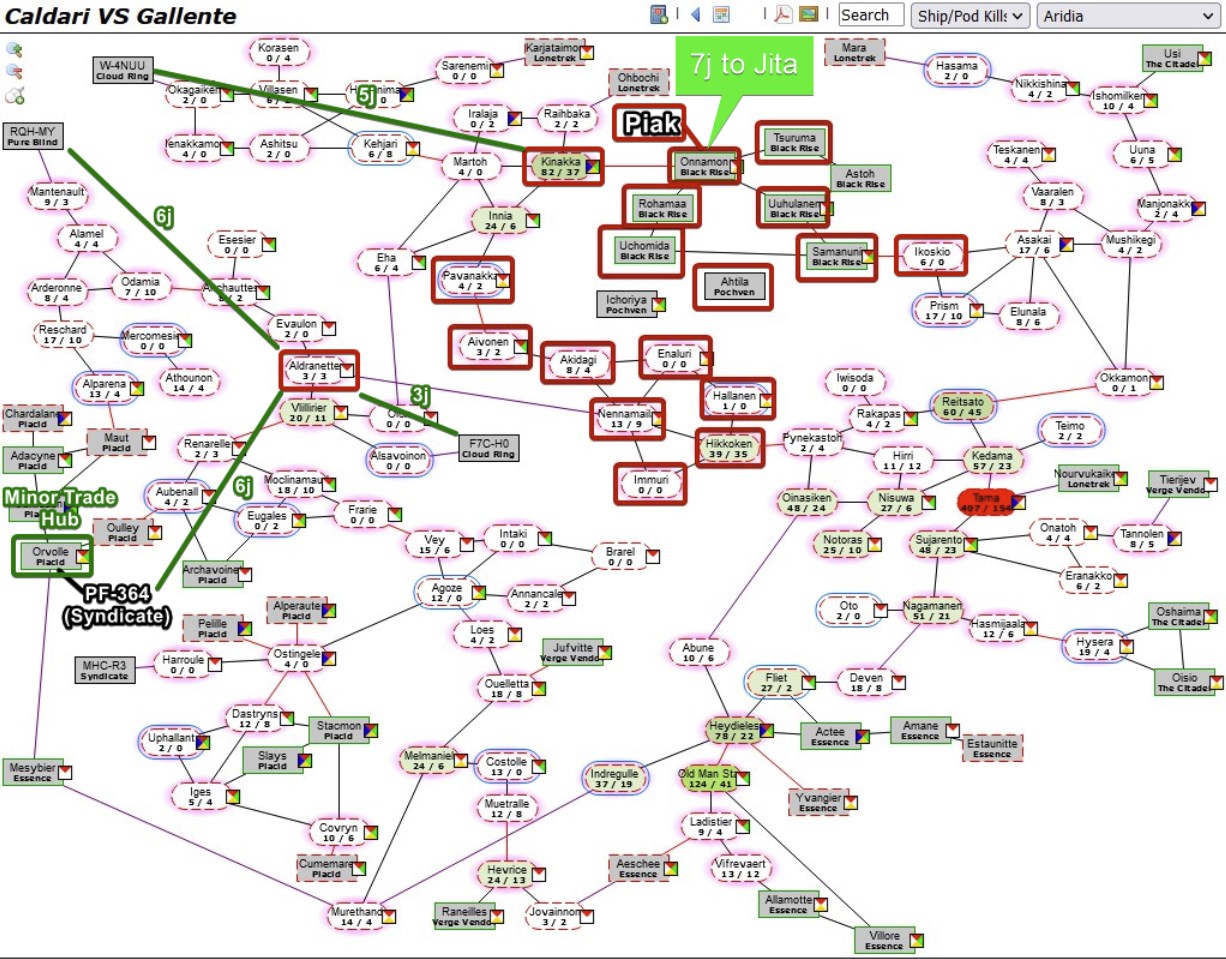 Caldari VS Gallente
Search
Ship/Pod Kills
Aridia
Korasen
0 / 4
Karjataimon
Lonetrek
7j to Jita
Mara
Lonetrek
Usi
The Citadel
W-4NUU
Cloud Ring
Sarenemi
0 / 0
Ohbochi
Lonetrek
Hasama
2 / 0
Okagaiken
2 / 0
Villasen
5j
Nikkishina
4 / 2
Ishomilken
10 / 4
Iralaja
2 / 2
Raihbaka
2 / 2
Piak
Tsuruma
Black Rise
RQH-MY
Pure Blind
4 / 0
Ashitsu
2 / 0
Kehjari
6 / 8
Martoh
4 / 0
Kinakka
82 / 37
Onnamon
Black Rise
Astoh
Black Rise
Teskanen
4 / 4
Uuna
6 / 5
Mantenault
9 / 3
Vaaralen
8 / 3
Manjonakko
2 / 4
6j
Innia
24 / 6
Rohamaa
Black Rise
Uuhulanen
Black Rise
Alamel
4 / 4
Esesier
0 / 0
Eha
6 / 4
Uchomida
Black Rise
Samanuni
Black Rise
Ikoskio
6 / 0
Asakai
17 / 6
Mushikegi
4 / 2
Arderonne
8 / 4
Odamia
7 / 10
Pavanakka
4 / 2
Ahtila
Pochven
Ichoriya
Pochven
Prism
17 / 10
Elunala
8 / 6
Reschard
17 / 10
Mercomesier
0 / 0
Evaulon
2 / 0
Aivonen
3 / 2
Akidagi
8 / 4
Enaluri
0 / 0
Aldranette
3 / 3
Alparena
13 / 4
Athounon
14 / 4
3j
Hallanen
1 / 0
Iwisoda
0 / 0
Okkamon
0 / 1
Chardalane
Placid
Vlillirier
20 / 11
0 / 0
Nennamaila
13 / 9
Rakapas
4 / 2
Reitsato
60 / 45
Maut
Placid
Renarelle
2 / 3
F7C-H0
Cloud Ring
Hikkoken
39 / 35
Pynekastoh
2 / 4
Teimo
2 / 2
Adacyne
Placid
Alsavoinon
0 / 0
Hirri
11 / 12
Kedama
57 / 23
Minor Trade
Hub
Aubenall
4 / 2
6j
Moclinamaud
18 / 10
Immuri
0 / 0
Nourvukaiken
Lonetrek
Tierijev
Verge Vendor
Oinasiken
48 / 24
Nisuwa
27 / 6
Tama
407 / 154
Eugales
0 / 2
Frarie
0 / 0
Oulley
Placid
Orvolle
Placid
Vey
15 / 6
Intaki
0 / 0
Brarel
0 / 0
Notoras
25 / 10
Sujarento
48 / 23
Onatoh
4 / 4
Tannolen
8 / 5
Archavoinet
Placid
PF-364
(Syndicate)
Agoze
12 / 0
Annancale
2 / 2
Eranakko
6 / 2
Alperaute
Placid
Oto
2 / 0
Nagamanen
51 / 21
Oshaima
The Citadel
Pelille
Placid
Loes
4 / 2
Hasmijaala
12 / 6
Jufvitte
Verge Vendor
Abune
10 / 6
Hysera
19 / 4
MHC-R3
Syndicate
Harroule
0 / 0
Ostingele
4 / 0
Ouelletta
18 / 8
Fliet
27 / 2
Deven
18 / 8
Oisio
The Citadel
Dastryns
12 / 8
Stacmon
Placid
Heydieles
78 / 22
Actee
Essence
Amane
Essence
Estaunitte
Essence
Uphallant
2 / 0
Slays
Placid
Melmaniel
24 / 6
Costolle
13 / 0
Mesybier
Essence
Indregulle
37 / 19
Old Man Star
124 / 41
Iges
5 / 4
Muetralle
12 / 8
Yvangier
Essence
Covryn
10 / 6
Ladistier
9 / 4
Cumemare
Placid
Hevrice
24 / 13
Aeschee
Essence
Vifrevaert
13 / 12
Murethand
14 / 4
Raneilles
Verge Vendor
Jovainnon
3 / 2
Allamotte
Essence
Villore
Essence